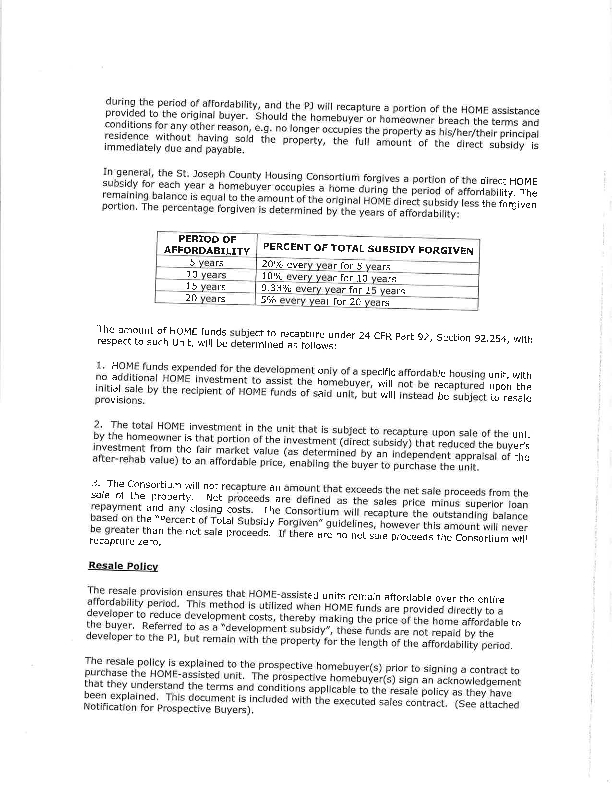 during the period of affordability, and the PJ will recapture a portion of the HOME assistance
provided to the original buyer. Should the homebuyer or homeowner breach the terms and
conditions for any other reason, e.g. no longer occupies the property as his/her/their principal
residence without having sold the property, the full amount of the direct subsidy is
immediately due and payable.
In general, the St. Joseph County Housing Consortium forgives a portion of the direct HOME
subsidy for each year a homebuyer occupies a home during the period of affordability. The
remaining balance is equal to the amount of the original HOME direct subsidy less the forgiven
portion. The percentage forgiven is determined by the years of affordability:
PERIOD OF
AFFORDABILITY PERCENT OF TOTAL SUBSIDY FORGIVEN
5 years 20% every year for 5 years
10 years 10% every year for 10 years
15 years 9.33% every year for 15 years
20 years 5% every year for 20 years
The amount of HOME funds subject to recapture under 24 CFR Part 92, Section 92.254, with
respect to such Unit, will be determined as follows:
1. HOME funds expended for the development only of a specific affordable housing unit, with
no additional HOME investment to assist the homebuyer, will not be recaptured upon the
initial sale by the recipient of HOME funds of said unit, but will instead be subject to resale
provisions.
2. The total HOME investment in the unit that is subject to recapture upon sale of the unit
by the homeowner is that portion of the investment (direct subsidy) that reduced the buyer's
investment from the fair market value (as determined by an independent appraisal of the
after-rehab value) to an affordable price, enabling the buyer to purchase the unit.
3. The Consortium will not recapture an amount that exceeds the net sale proceeds from the
sale of the property. Net proceeds are defined as the sales price minus superior loan
repayment and any closing costs. The Consortium will recapture the outstanding balance
based on the "Percent of Total Subsidy Forgiven" guidelines, however this amount will never
be greater than the net sale proceeds. If there are no net sale proceeds the Consortium will
recapture zero.
Resale Policy
The resale provision ensures that HOME-assisted units remain affordable over the entire
affordability period. This method is utilized when HOME funds are provided directly to a
developer to reduce development costs, thereby making the price of the home affordable to
the buyer. Referred to as a "development subsidy", these funds are not repaid by the
developer to the PJ, but remain with the property for the length of the affordability period.
The resale policy is explained to the prospective homebuyer(s) prior to signing a contract to
purchase the HOME-assisted unit. The prospective homebuyer(s) sign an acknowledgement
that they understand the terms and conditions applicable to the resale policy as they have
been explained. This document is included with the executed sales contract. (See attached
Notification for Prospective Buyers).